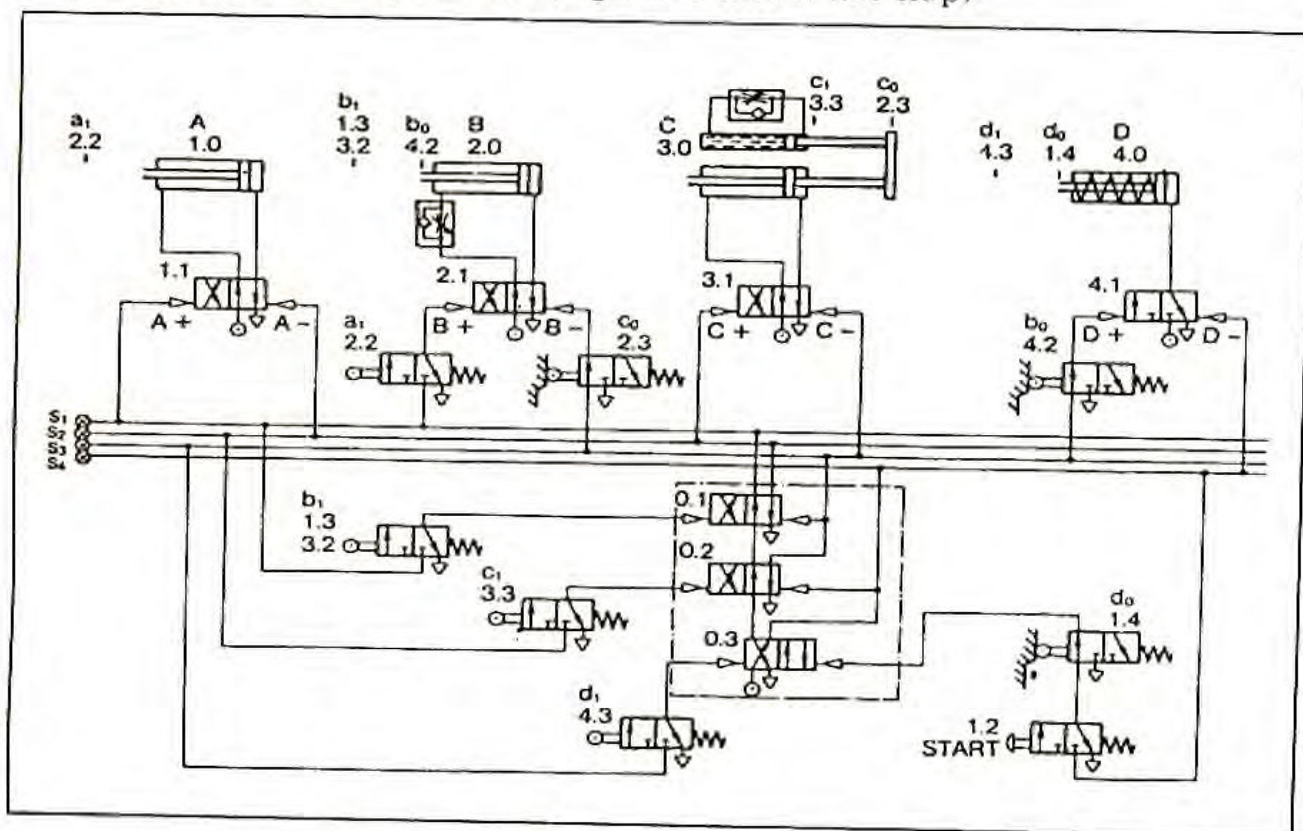 a₁
2.2
A
1.0
b₁
1.3
3.2
b₀
4.2
B
2.0
C
3.0
c₁
3.3
c₀
2.3
d₁
4.3
d₀
1.4
D
4.0
1.1
A + A -
2.1
B + B -
3.1
C + C -
4.1
D + D -
a₁
2.2
c₀
2.3
b₀
4.2
S₁
S₂
S₃
S₄
b₁
1.3
3.2
c₁
3.3
d₁
4.3
0.1
0.2
0.3
d₀
1.4
1.2
START